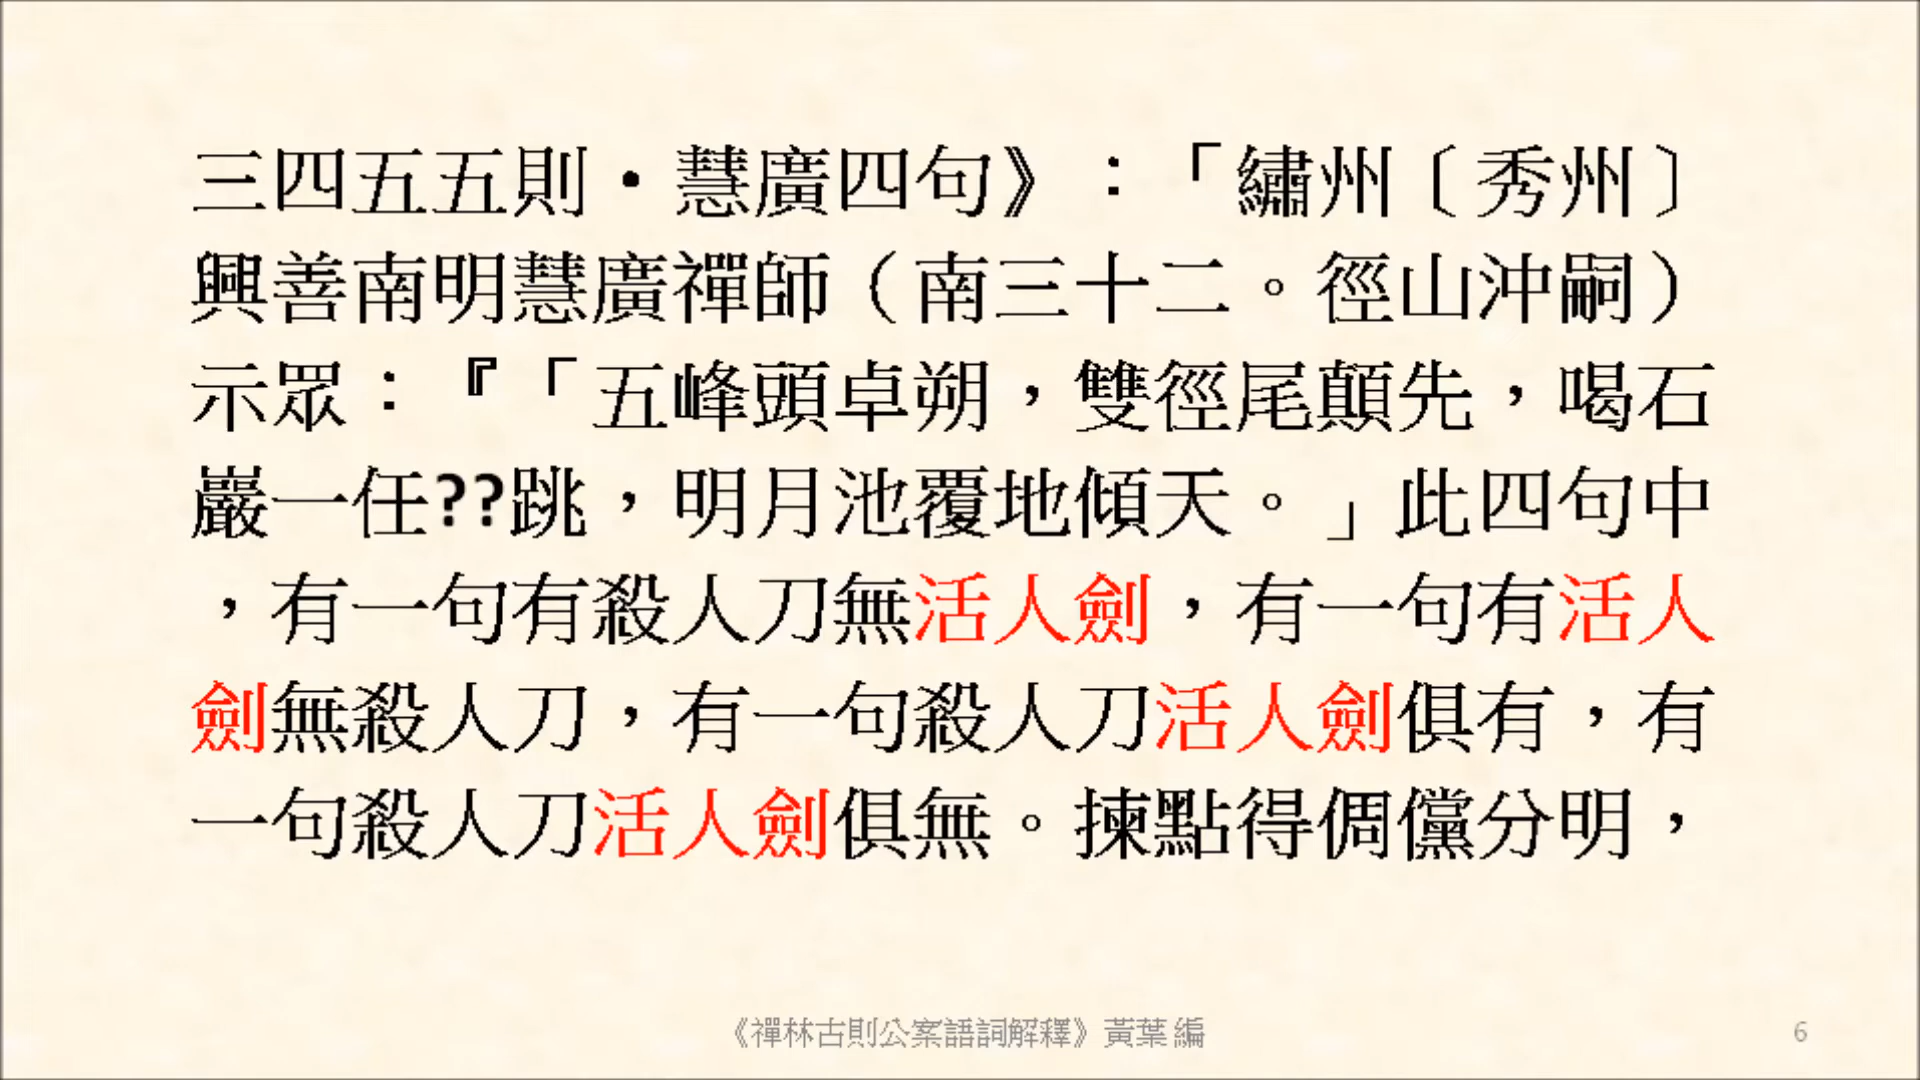 三四五五則•慧廣四句》：「繡州〔秀州〕
興善南明慧廣禪師（南三十二。徑山沖嗣）
示眾：『「五峰頭卓朔，雙徑尾顛先，喝石
巖一任??跳，明月池覆地傾天。」此四句中
，有一句有殺人刀無活人劍，有一句有活人
劍無殺人刀，有一句殺人刀活人劍俱有，有
一句殺人刀活人劍俱無。揀點得倜儻分明，
《禪林古則公案語詞解釋》黃葉 編
6